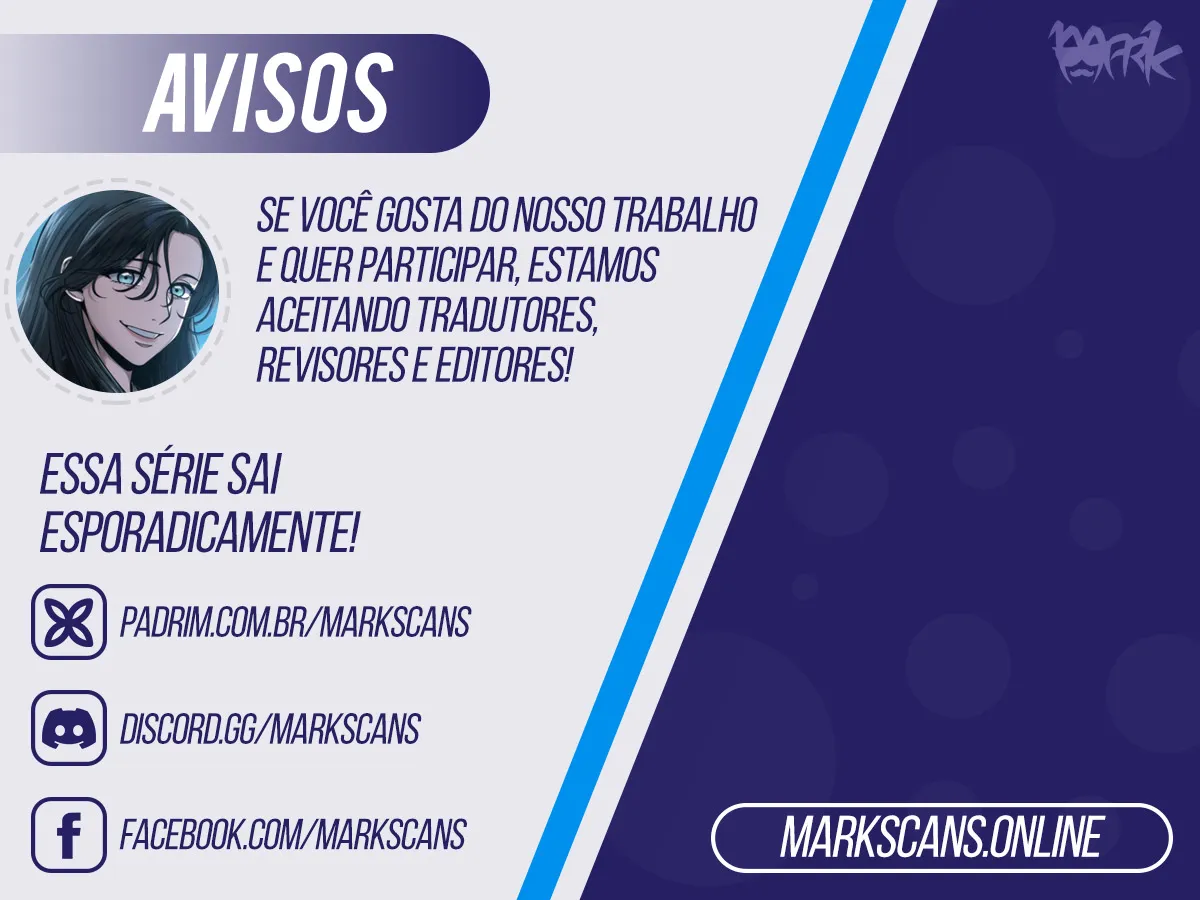 AVISOS
SE VOCÊ GOSTA DO NOSSO TRABALHO
E QUER PARTICIPAR, ESTAMOS
ACEITANDO TRADUTORES,
REVISORES E EDITORES!
ESSA SÉRIE SAI
ESPORADICAMENTE!
PADRIM.COM.BR/MARKSCANS
DISCORD.GG/MARKSCANS
FACEBOOK.COM/MARKSCANS
MARKSCANS.ONLINE